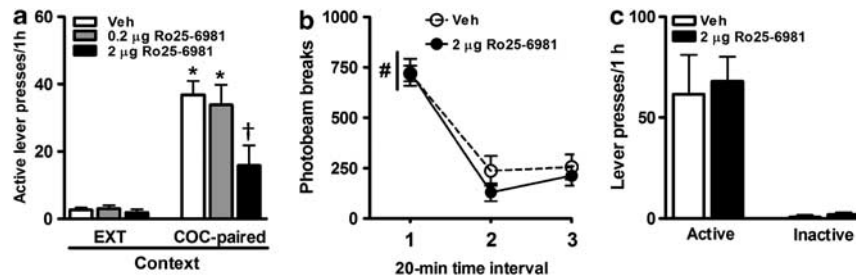 a
Veh
0.2 μg Ro25-6981
2 μg Ro25-6981
Active lever presses/1h
60
40
20
0
* *
†
EXT COC-paired
Context
b
Veh
2 μg Ro25-6981
Photobeam breaks
1000
750
500
250
0
#
1 2 3
20-min time interval
c
Veh
2 μg Ro25-6981
Lever presses/1 h
100
50
0
Active Inactive